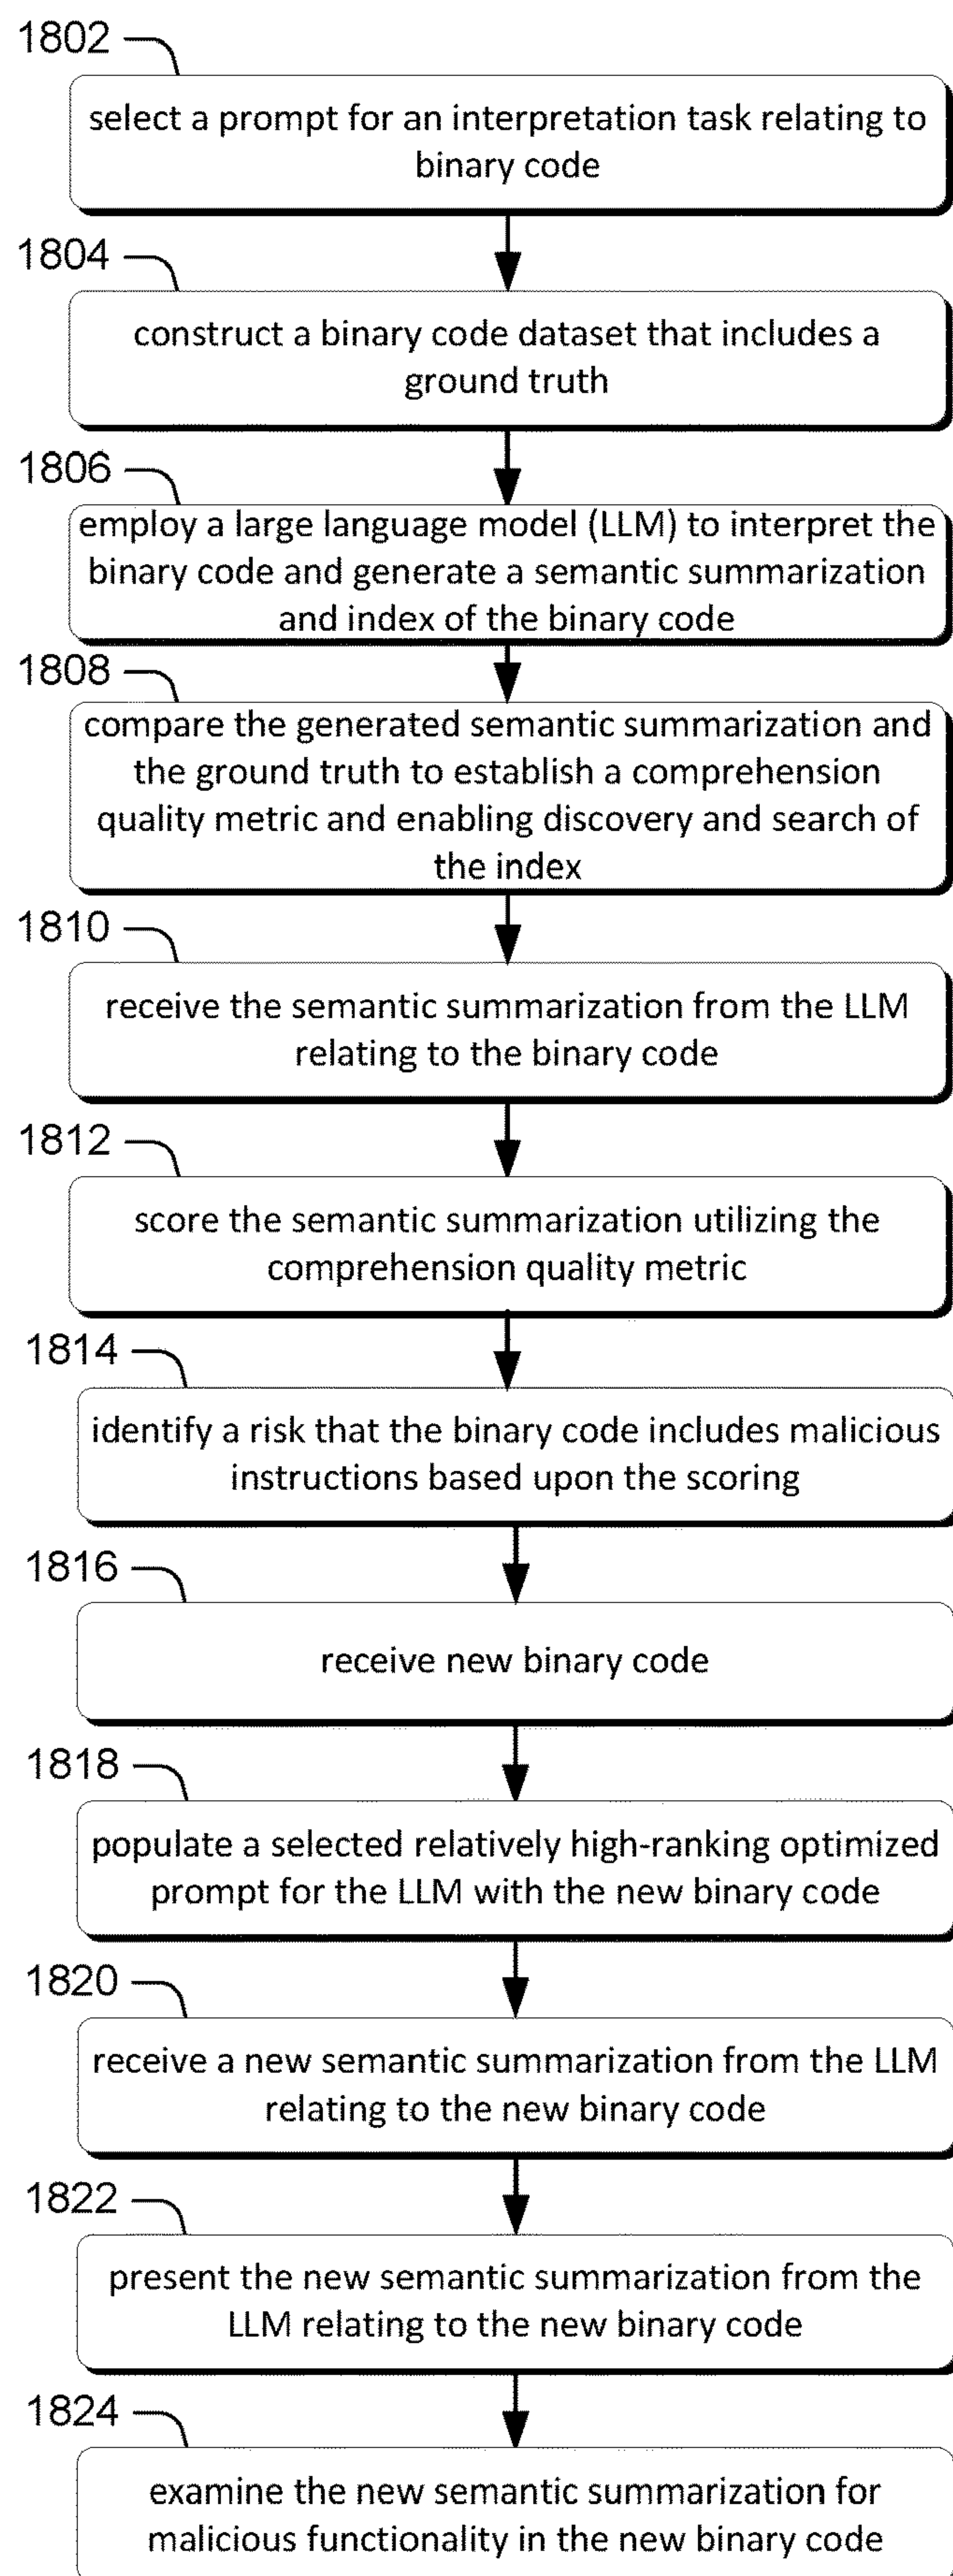 1802
select a prompt for an interpretation task relating to
binary code
1804
construct a binary code dataset that includes a
ground truth
1806
employ a large language model (LLM) to interpret the
binary code and generate a semantic summarization
and index of the binary code
1808
compare the generated semantic summarization and
the ground truth to establish a comprehension
quality metric and enabling discovery and search of
the index
1810
receive the semantic summarization from the LLM
relating to the binary code
1812
score the semantic summarization utilizing the
comprehension quality metric
1814
identify a risk that the binary code includes malicious
instructions based upon the scoring
1816
receive new binary code
1818
populate a selected relatively high-ranking optimized
prompt for the LLM with the new binary code
1820
receive a new semantic summarization from the LLM
relating to the new binary code
1822
present the new semantic summarization from the
LLM relating to the new binary code
1824
examine the new semantic summarization for
malicious functionality in the new binary code